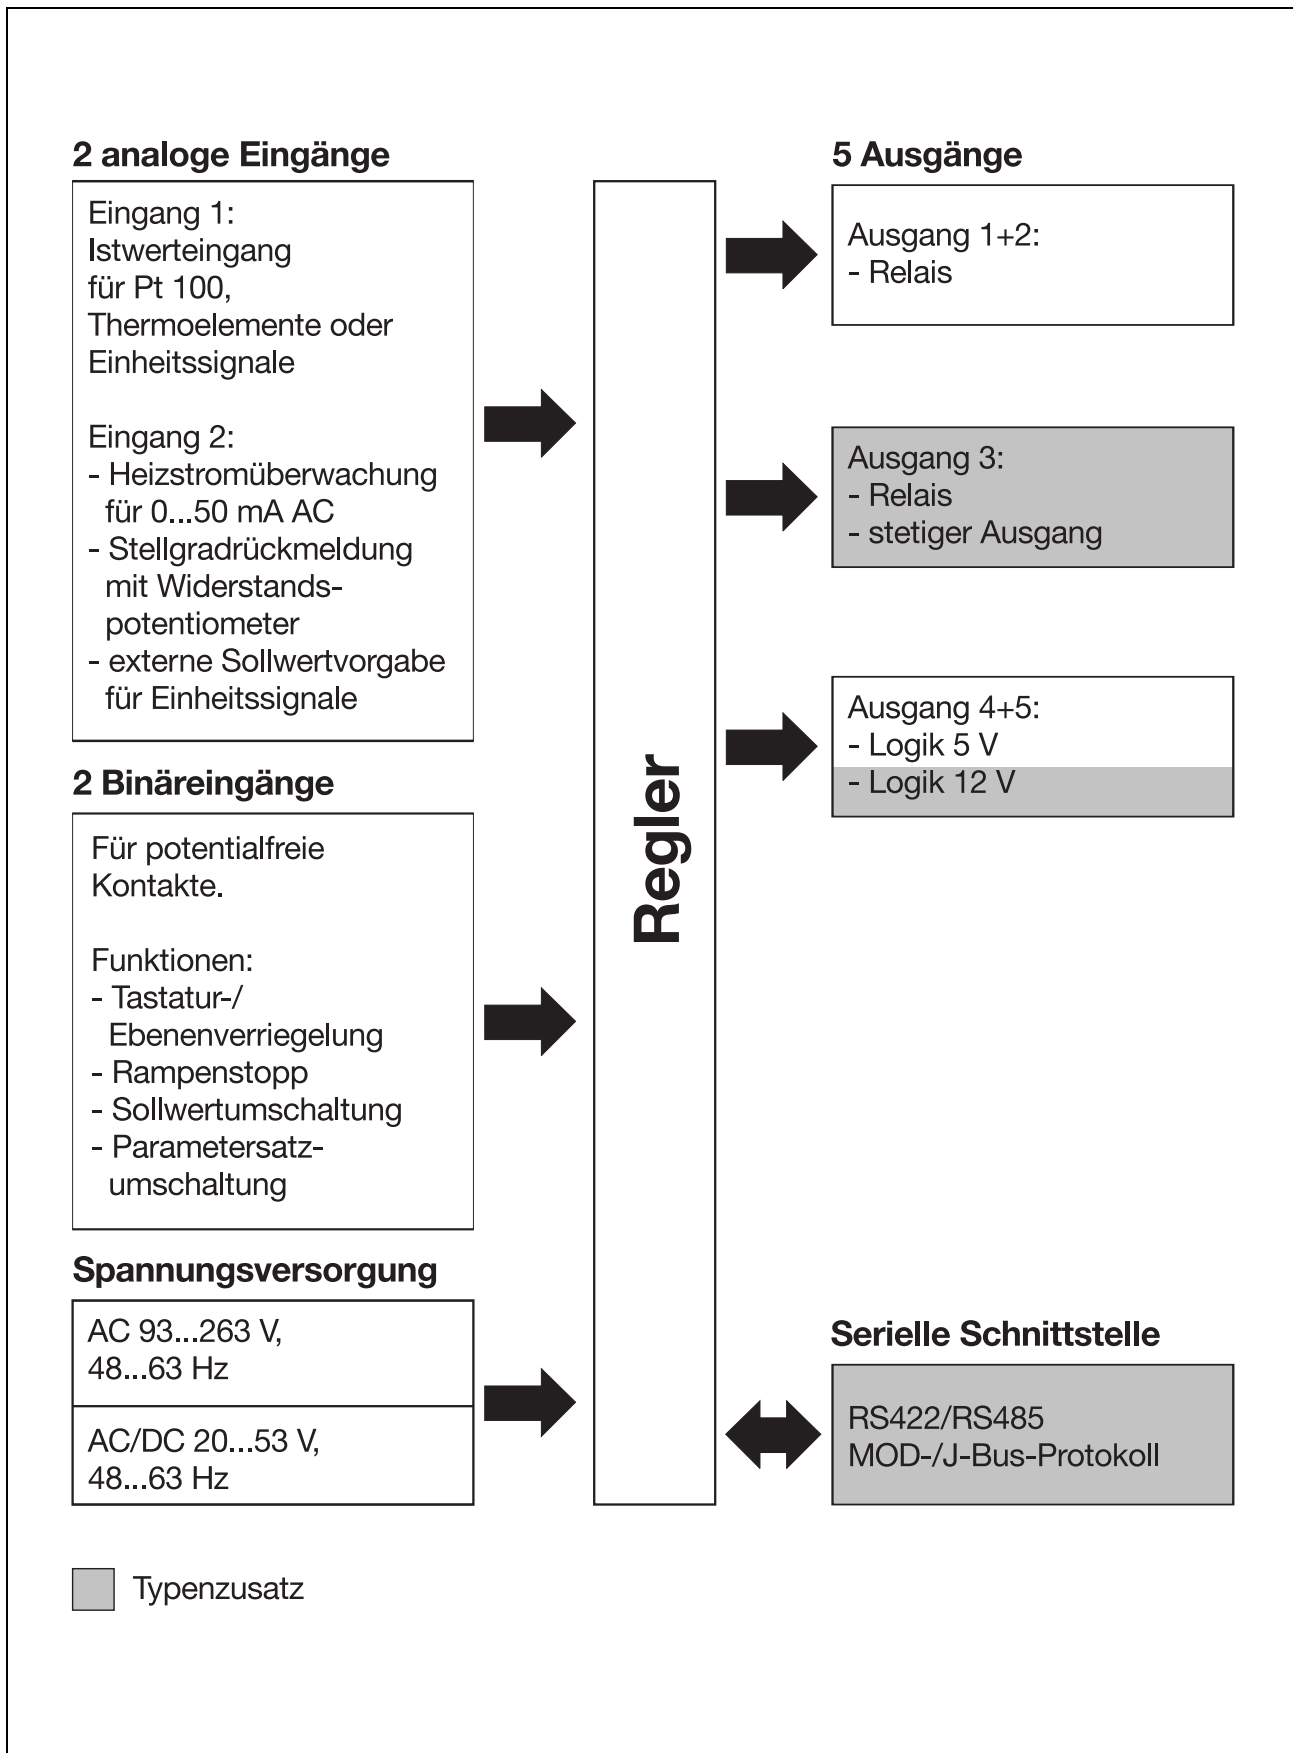 2 analoge Eingänge
Eingang 1:
Istwerteingang
für Pt 100,
Thermoelemente oder
Einheitssignale
Eingang 2:
- Heizstromüberwachung
für 0...50 mA AC
- Stellgradrückmeldung
mit Widerstands-
potentiometer
- externe Sollwertvorgabe
für Einheitssignale
2 Binäreingänge
Für potentialfreie
Kontakte.
Funktionen:
- Tastatur-/
Ebenenverriegelung
- Rampenstopp
- Sollwertumschaltung
- Parametersatz-
umschaltung
Spannungsversorgung
AC 93...263 V,
48...63 Hz
AC/DC 20...53 V,
48...63 Hz
Regler
5 Ausgänge
Ausgang 1+2:
- Relais
Ausgang 3:
- Relais
- stetiger Ausgang
Ausgang 4+5:
- Logik 5 V
- Logik 12 V
Serielle Schnittstelle
RS422/RS485
MOD-/J-Bus-Protokoll
Typenzusatz